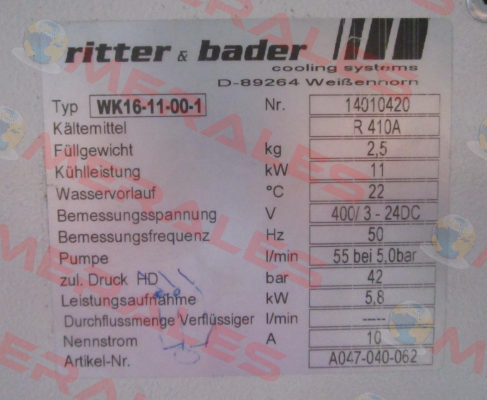 ritter & bader
cooling systems
D-89264 Weißenhorn
Typ WK16-11-00-1 Nr. 14010420
Kältemittel R 410A
Füllgewicht kg 2,5
Kühlleistung kW 11
Wasservorlauf °C 22
Bemessungsspannung V 400/ 3 - 24DC
Bemessungsfrequenz Hz 50
Pumpe l/min 55 bei 5,0bar
zul. Druck HD bar 42
Leistungsaufnahme kW 5,8
Durchflussmenge Verflüssiger l/min -----
Nennstrom A 10
Artikel-Nr. A047-040-062
MERALES